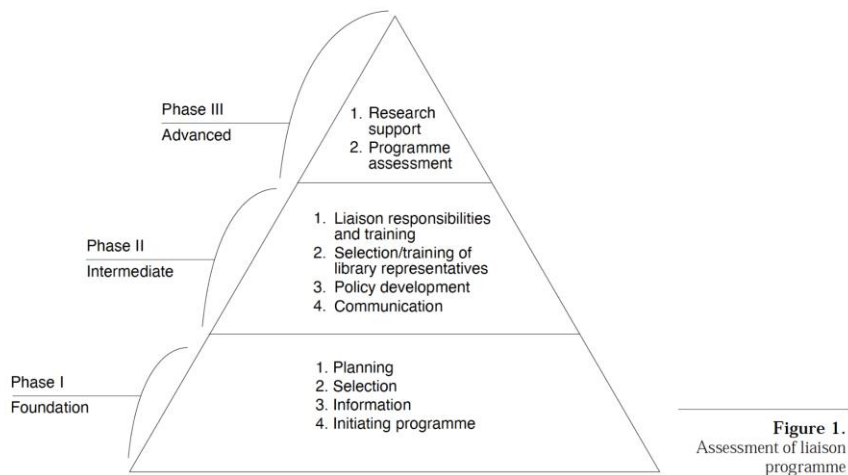 Phase III
Advanced
1. Research
support
2. Programme
assessment
Phase II
Intermediate
1. Liaison responsibilities
and training
2. Selection/training of
library representatives
3. Policy development
4. Communication
Phase I
Foundation
1. Planning
2. Selection
3. Information
4. Initiating programme
Figure 1.
Assessment of liaison
programme